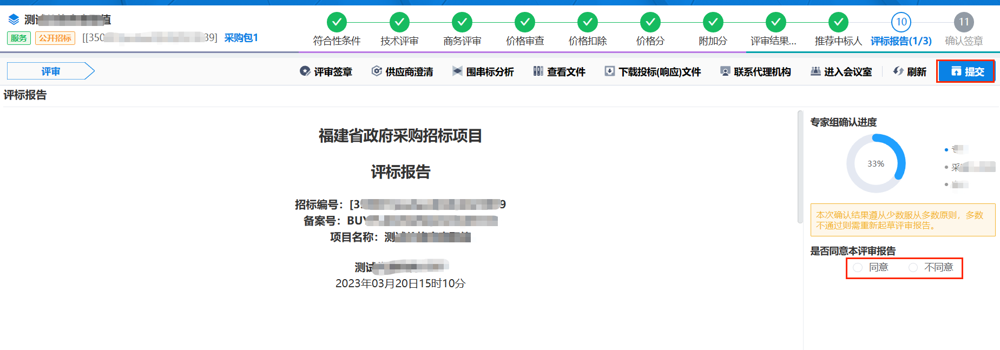 测 值
服务 公开招标 [[350 39] 采购包1
符合性条件 技术评审 商务评审 价格审查 价格扣除 价格分 附加分 评审结果... 推荐中标人 10 评标报告(1/3) 11 确认签章
评审
评审签章 供应商澄清 围串标分析 查看文件 下载投标(响应)文件 联系代理机构 进入会议室 刷新 提交
评标报告
福建省政府采购招标项目
评标报告
招标编号：[3 9
备案号：BUY
项目名称：测
测试
2023年03月20日15时10分
专家组确认进度
33%
采
本次确认结果遵从少数服从多数原则，多数
不通过则需重新起草评审报告。
是否同意本评审报告
同意 不同意